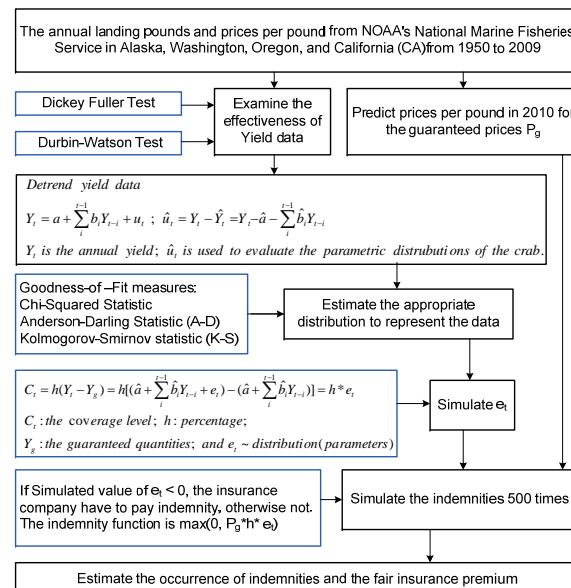 The annual landing pounds and prices per pound from NOAA's National Marine Fisheries
Service in Alaska, Washington, Oregon, and California (CA)from 1950 to 2009
Dickey Fuller Test
Durbin-Watson Test
Examine the
effectiveness of
Yield data
Predict prices per pound in 2010 for
the guaranteed prices Pg
Detrend yield data
Y_t = a + ∑_i^{t-1} b_i Y_{t-i} + u_t ; û_t = Y_t − Ŷ_t = Y_t − â − ∑_i^{t-1} b̂_i Y_{t-i}
Y_t is the annual yield; û_t is used to evaluate the parametric distrubutions of the crab.
Goodness-of –Fit measures:
Chi-Squared Statistic
Anderson-Darling Statistic (A-D)
Kolmogorov-Smirnov statistic (K-S)
Estimate the appropriate
distribution to represent the data
C_t = h(Y_t − Y_g) = h[(â + ∑_i^{t-1} b̂_i Y_{t-i} + e_t) − (â + ∑_i^{t-1} b̂_i Y_{t-i})] = h * e_t
C_t : the coverage level; h : percentage;
Y_g : the guaranteed quantities; and e_t ~ distribution(parameters)
Simulate e_t
If Simulated value of e_t < 0, the insurance
company have to pay indemnity, otherwise not.
The indemnity function is max(0, P_g*h* e_t)
Simulate the indemnities 500 times
Estimate the occurrence of indemnities and the fair insurance premium